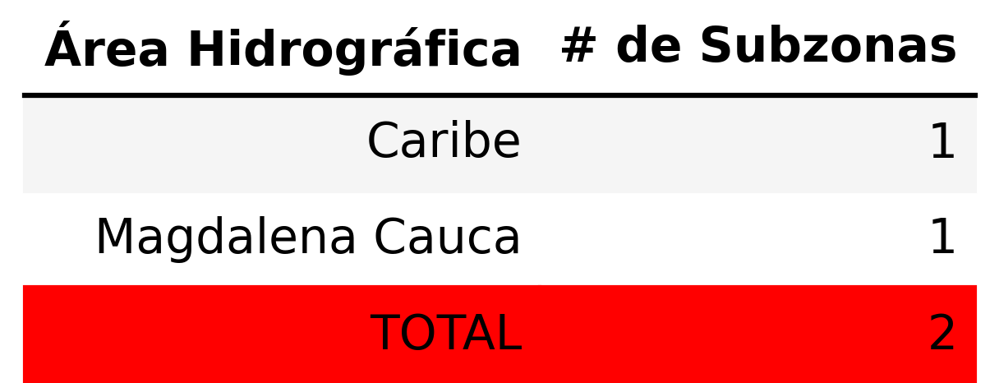 Área Hidrográfica # de Subzonas
Caribe 1
Magdalena Cauca 1
TOTAL 2